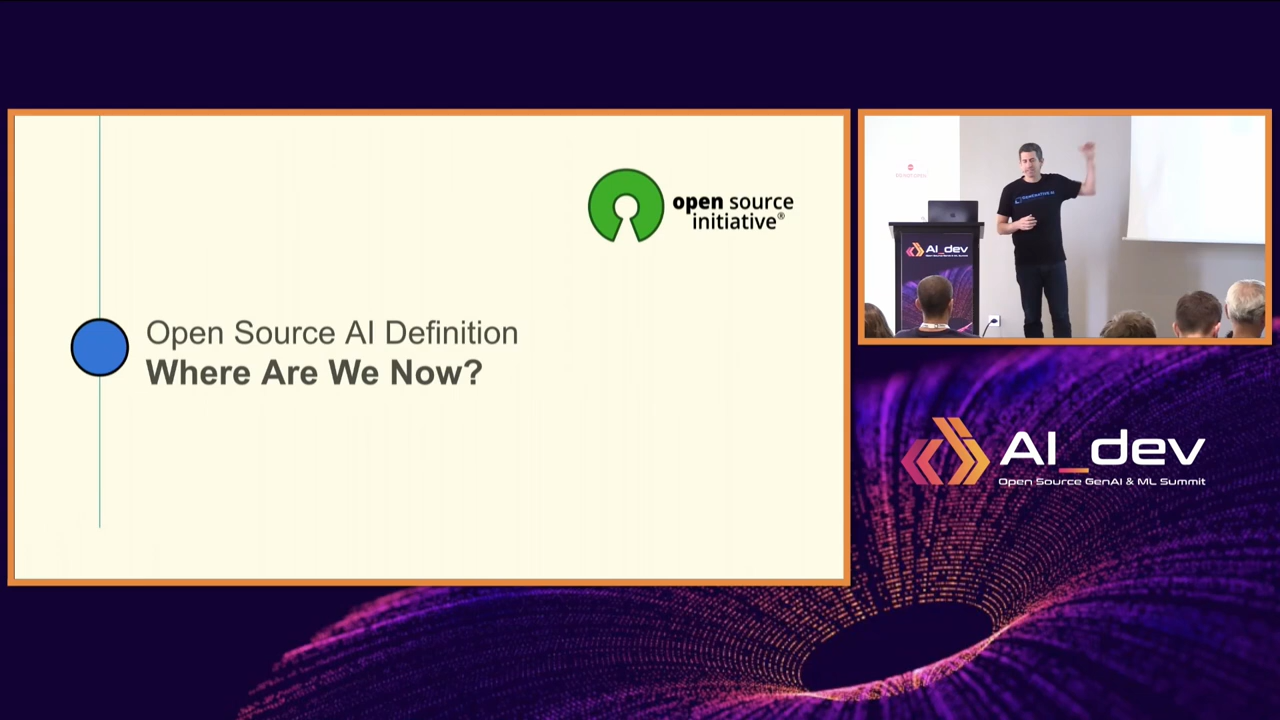 open source
initiative®
Open Source AI Definition
Where Are We Now?
AI_dev
AI_dev
Open Source GenAI & ML Summit